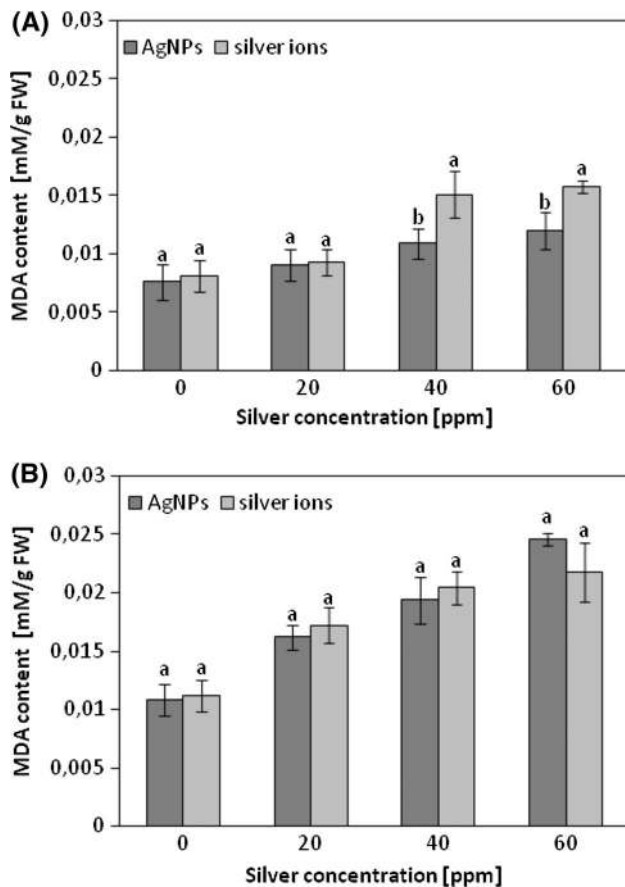 (A)
0,03
AgNPs silver ions
0,025
0,02
a
a
0,015
b
b
a a
a a
0,01
0,005
0
0 20 40 60
Silver concentration [ppm]
MDA content [mM/g FW]
(B)
0,03
AgNPs silver ions
a
a
0,025
a a
a a
0,02
0,015
a a
0,01
0,005
0
0 20 40 60
Silver concentration [ppm]
MDA content [mM/g FW]